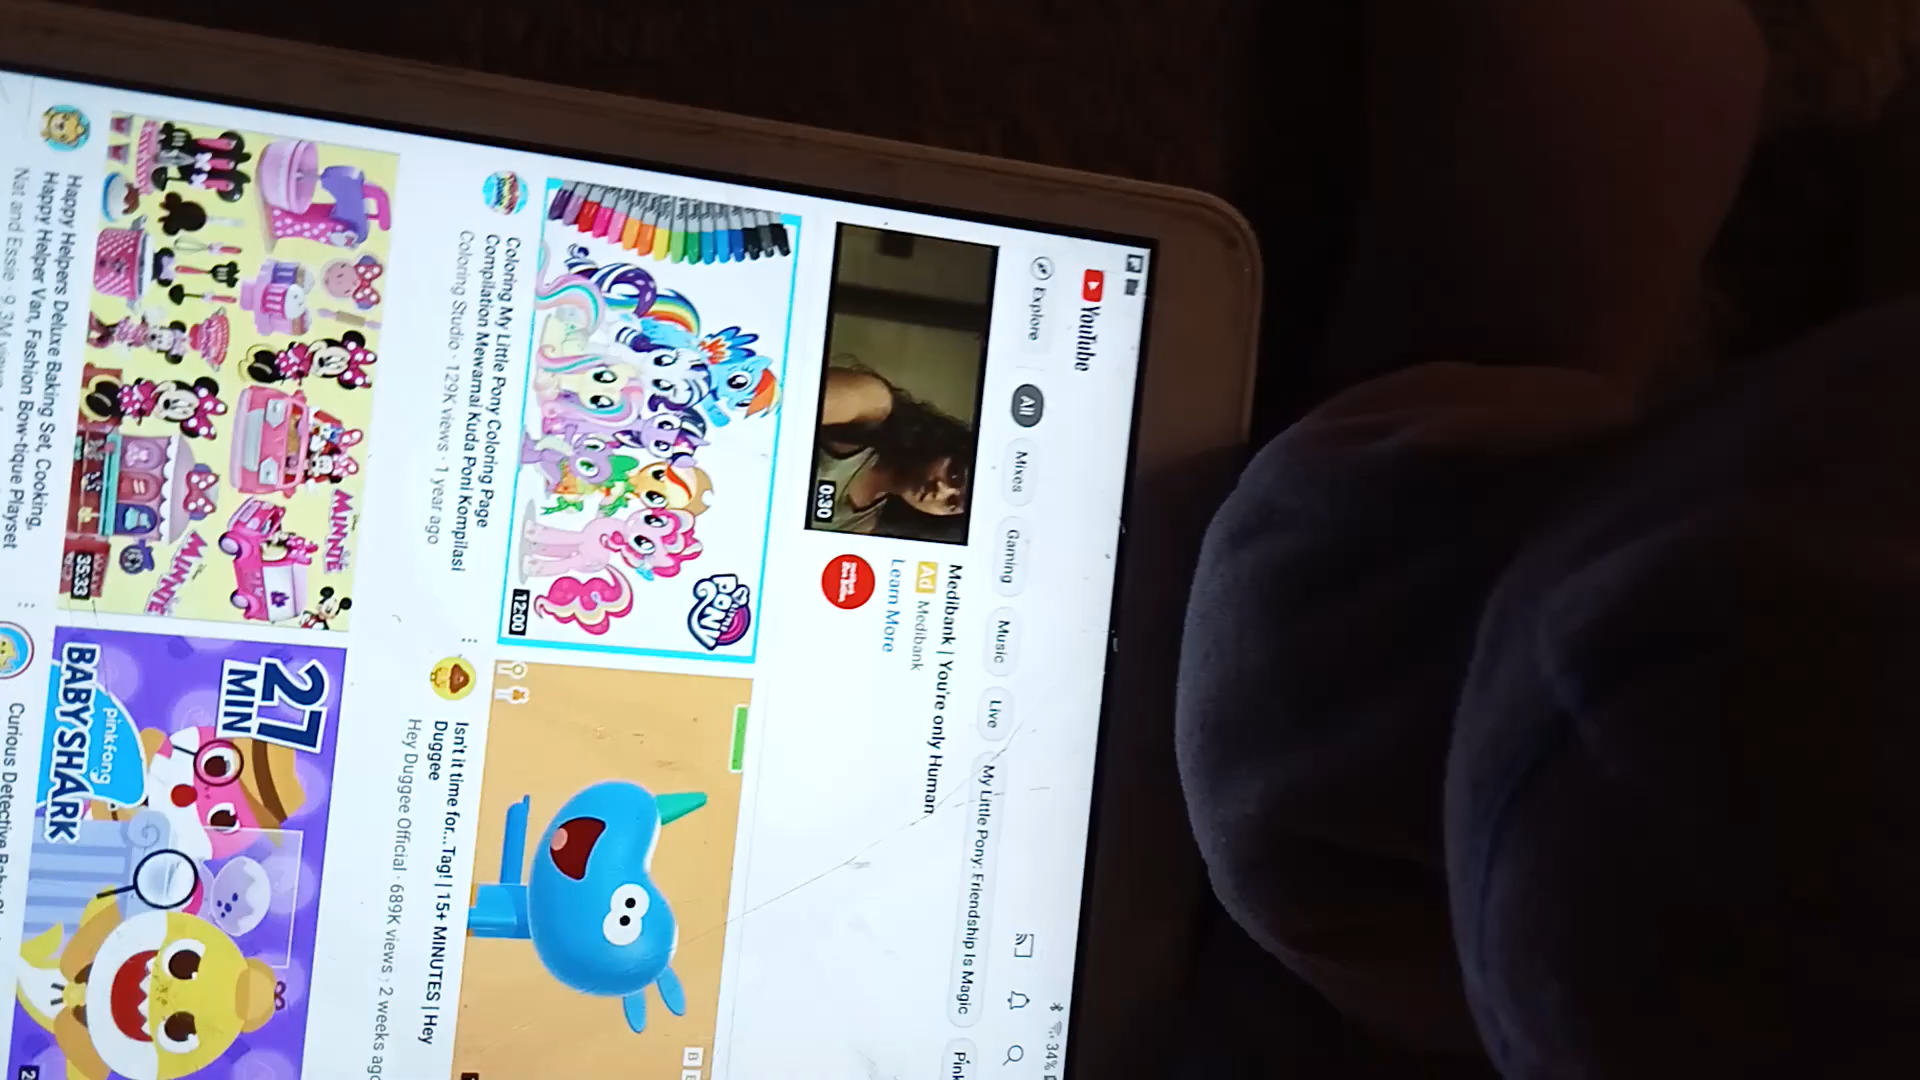 34%
YouTube
Explore
All
Mixes
Gaming
Music
Live
My Little Pony: Friendship Is Magic
Pink
0:30
Medibank | You're only Human
Ad Medibank
Learn More
PONY
12:00
Coloring My Little Pony Coloring Page
Compilation Mewarnai Kuda Poni Kompilasi
Coloring Studio · 129K views · 1 year ago
Isn't it time for...Tag! | 15+ MINUTES | Hey
Duggee
Hey Duggee Official · 689K views · 2 weeks ago
MINNIE
MINNIE
35:33
Happy Helpers Deluxe Baking Set, Cooking,
Happy Helper Van, Fashion Bow-tique Playset
Nat and Essie · 9.3M views
27
MIN
pinkfong
BABY SHARK
Curious Detective Baby